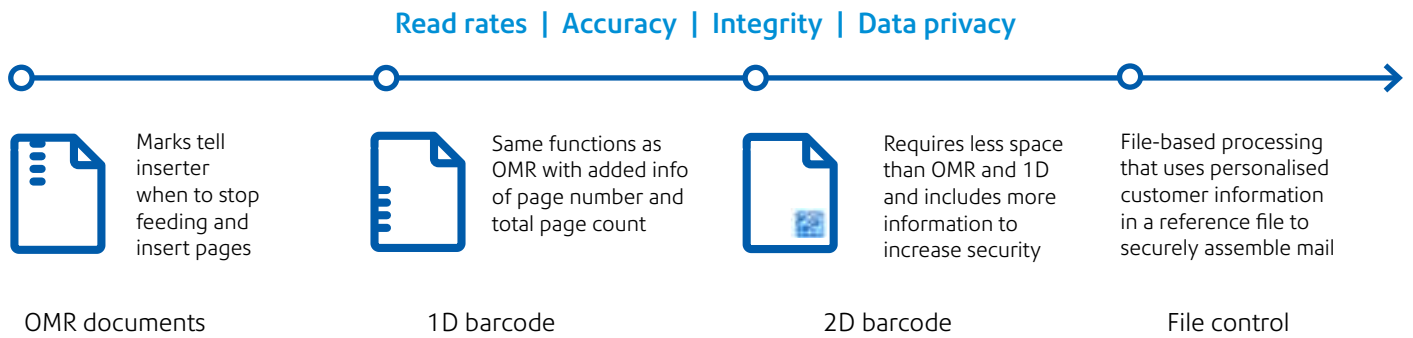 Read rates | Accuracy | Integrity | Data privacy
Marks tell
inserter
when to stop
feeding and
insert pages
Same functions as
OMR with added info
of page number and
total page count
Requires less space
than OMR and 1D
and includes more
information to
increase security
File-based processing
that uses personalised
customer information
in a reference file to
securely assemble mail
OMR documents
1D barcode
2D barcode
File control